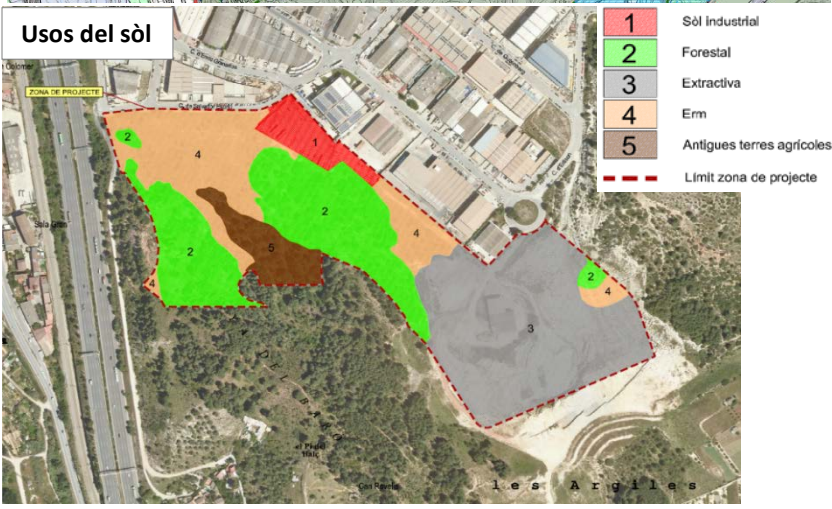 Usos del sòl
ZONA DE PROJECTE
1
2
3
4
5
Sòl industrial
Forestal
Extractiva
Erm
Antigues terres agrícoles
Límit zona de projecte
1
2
4
2
4
2
5
4
2
4
3
les Argiles